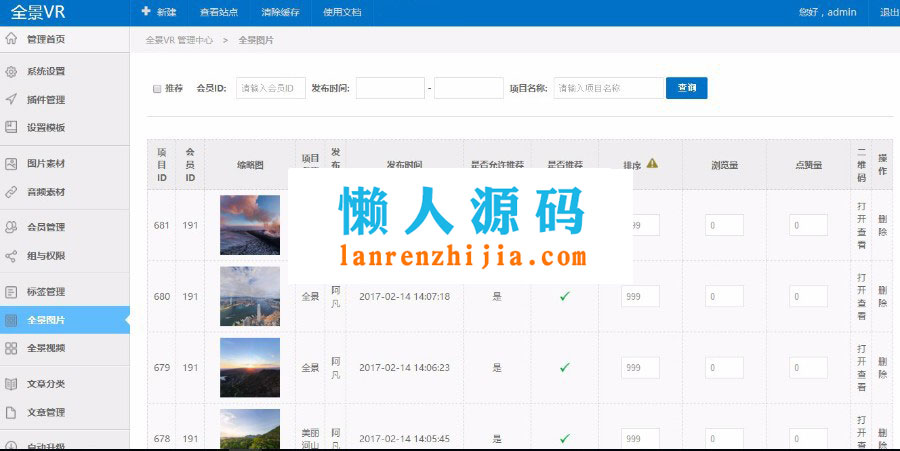 全景VR
新建 查看站点 清除缓存 使用文档 您好，admin 退出
管理首页
系统设置
插件管理
设置模板
图片素材
音频素材
会员管理
组与权限
标签管理
全景图片
全景视频
文章分类
文章管理
自动升级
全景VR 管理中心 > 全景图片
推荐 会员ID: 请输入会员ID 发布时间: - 项目名称: 请输入项目名称 查询
项目ID 会员ID 缩略图 项目 发布 发布时间 是否允许推荐 是否推荐 排序 浏览量 点赞量 二维码 操作
681 191 99 0 0 打开查看 删除
懒人源码
lanrenzhijia.com
680 191 全景 阿凡 2017-02-14 14:07:18 是 999 0 0 打开查看 删除
679 191 全景 阿凡 2017-02-14 14:06:23 是 999 0 0 打开查看 删除
678 191 美丽河山 阿凡 2017-02-14 14:05:45 是 999 0 0 打开查看 删除